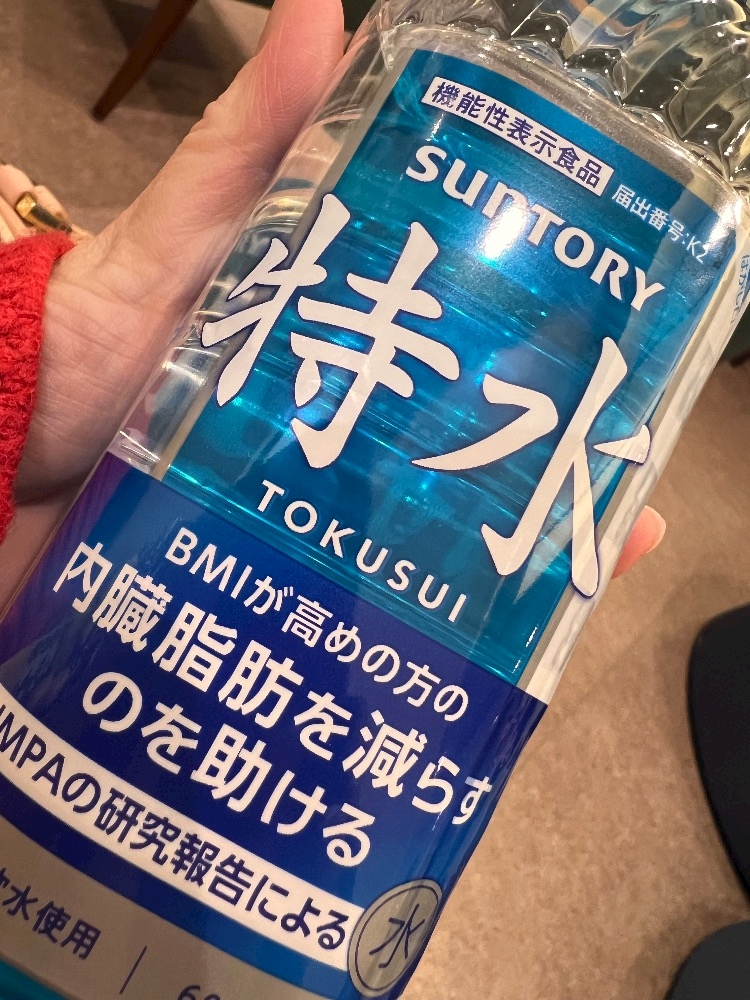 機能性表示食品
届出番号:K2
SUNTORY
特水
TOKUSUI
BMIが高めの方の
内臓脂肪を減らす
のを助ける
HMPAの研究報告による
水
水使用